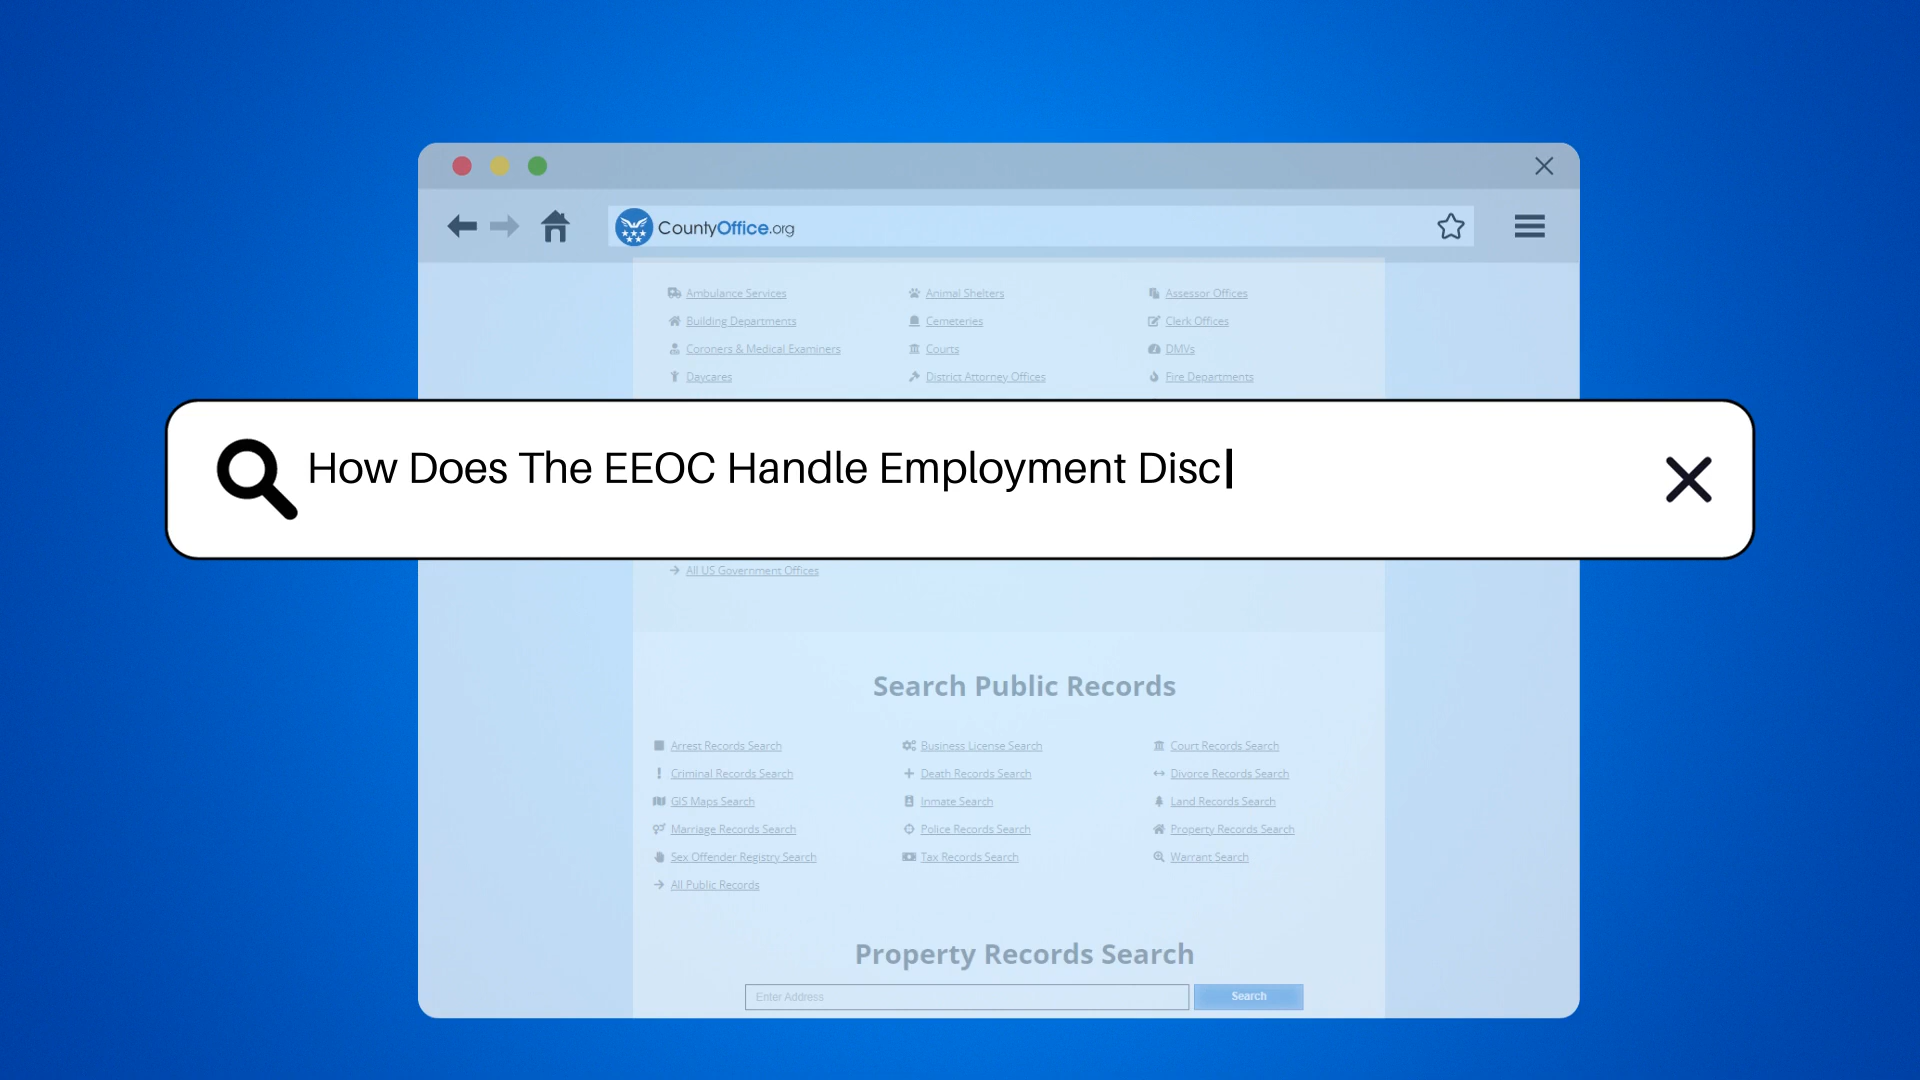 CountyOffice.org
Ambulance Services Animal Shelters Assessor Offices
Building Departments Cemeteries Clerk Offices
Coroners & Medical Examiners Courts DMVs
Daycares District Attorney Offices Fire Departments
How Does The EEOC Handle Employment Disc
All US Government Offices
Search Public Records
Arrest Records Search Business License Search Court Records Search
Criminal Records Search Death Records Search Divorce Records Search
GIS Maps Search Inmate Search Land Records Search
Marriage Records Search Police Records Search Property Records Search
Sex Offender Registry Search Tax Records Search Warrant Search
All Public Records
Property Records Search
Enter Address Search